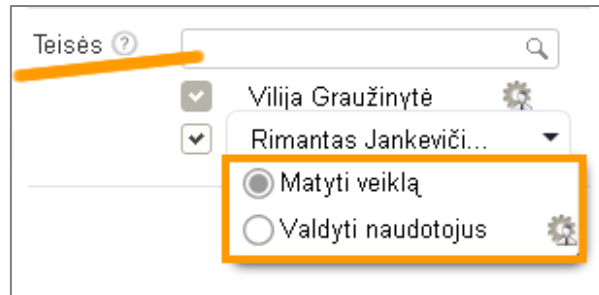 Teisės ?
Vilija Graužinytė
Rimantas Jankeviči...
Matyti veiklą
Valdyti naudotojus